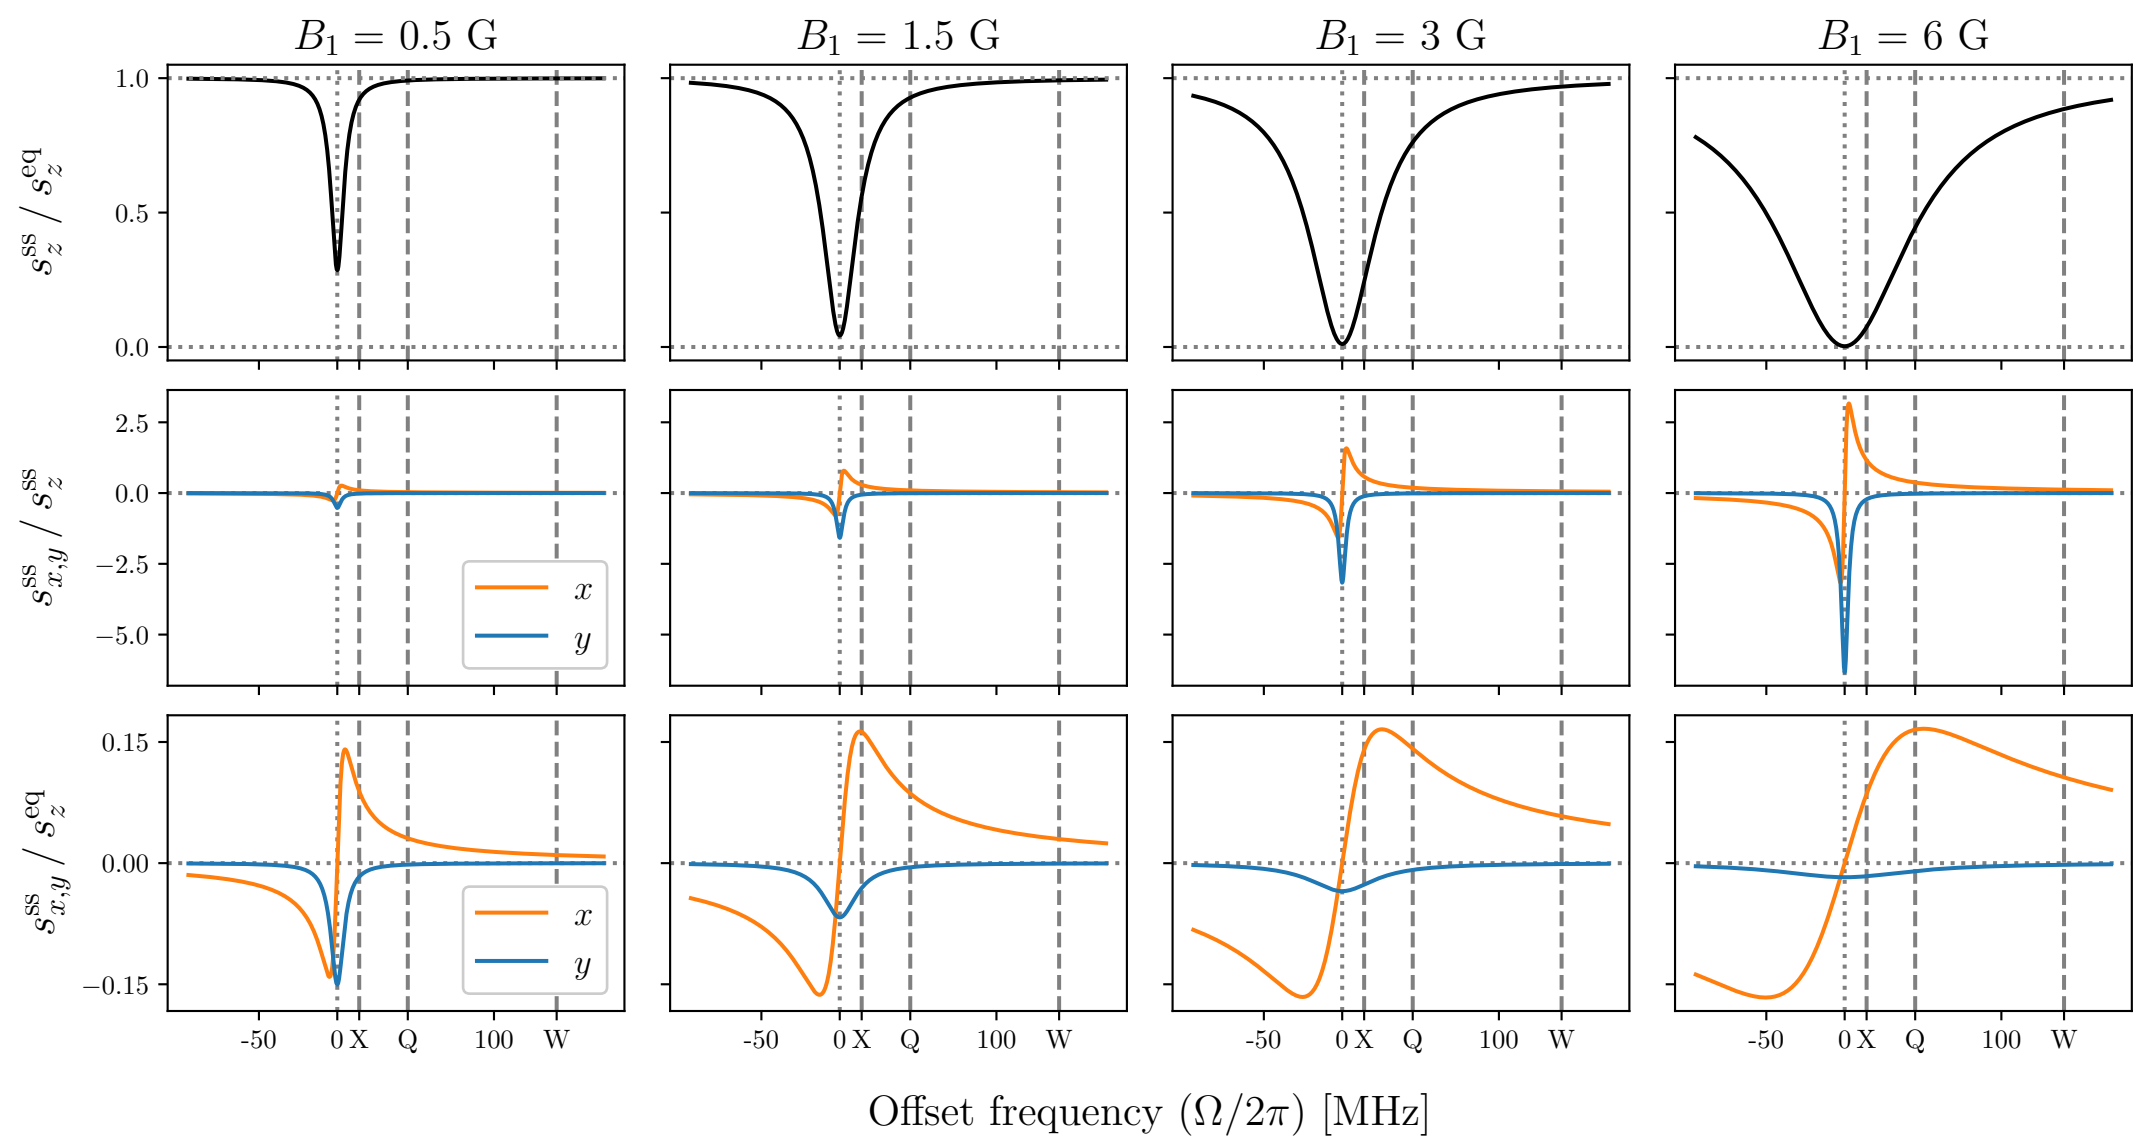 B₁ = 0.5 G B₁ = 1.5 G B₁ = 3 G B₁ = 6 G
s_z^ss / s_z^eq
1.0
0.5
0.0
s_{x,y}^ss / s_z^ss
2.5
0.0
−2.5
−5.0
x
y
s_{x,y}^ss / s_z^eq
0.15
0.00
−0.15
x
y
-50 0 X Q 100 W -50 0 X Q 100 W -50 0 X Q 100 W -50 0 X Q 100 W
Offset frequency (Ω/2π) [MHz]